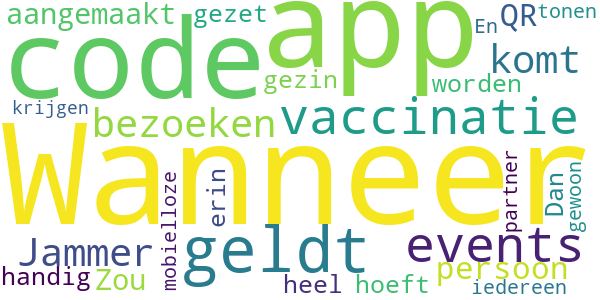 aangemaakt gezet app QR tonen
En
code komt
gezin worden
krijgen
bezoeken vaccinatie
Wanneer
mobielloze erin partner Dan gewoon
Jammer geldt events
handig Zou heel hoeft persoon
iedereen